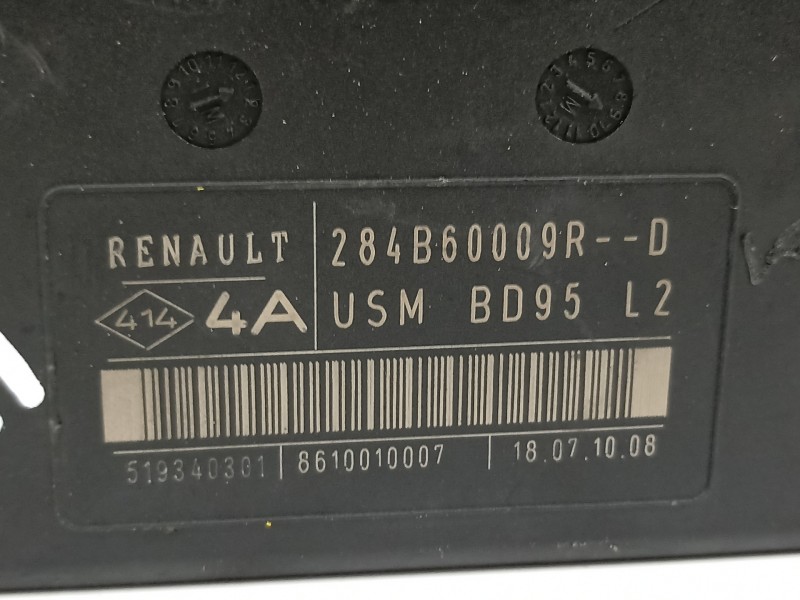 RENAULT 284B60009R--D
414 4A USM BD95 L2
519340301 8610010007 18.07.10.08